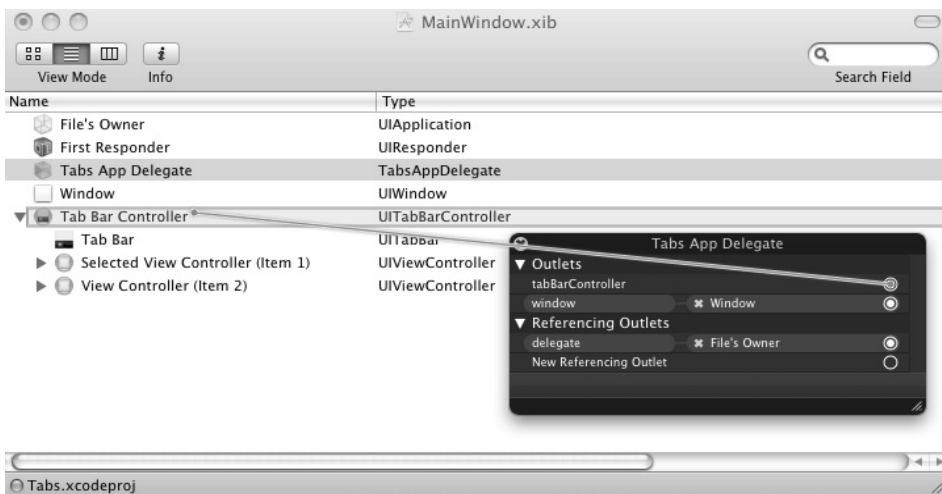 MainWindow.xib
View Mode Info Search Field
Name Type
File's Owner UIApplication
First Responder UIResponder
Tabs App Delegate TabsAppDelegate
Window UIWindow
Tab Bar Controller UITabBarController
Tab Bar UITabBar
Selected View Controller (Item 1) UIViewController
View Controller (Item 2) UIViewController
Tabs App Delegate
Outlets
tabBarController
window Window
Referencing Outlets
delegate File's Owner
New Referencing Outlet
Tabs.xcodeproj